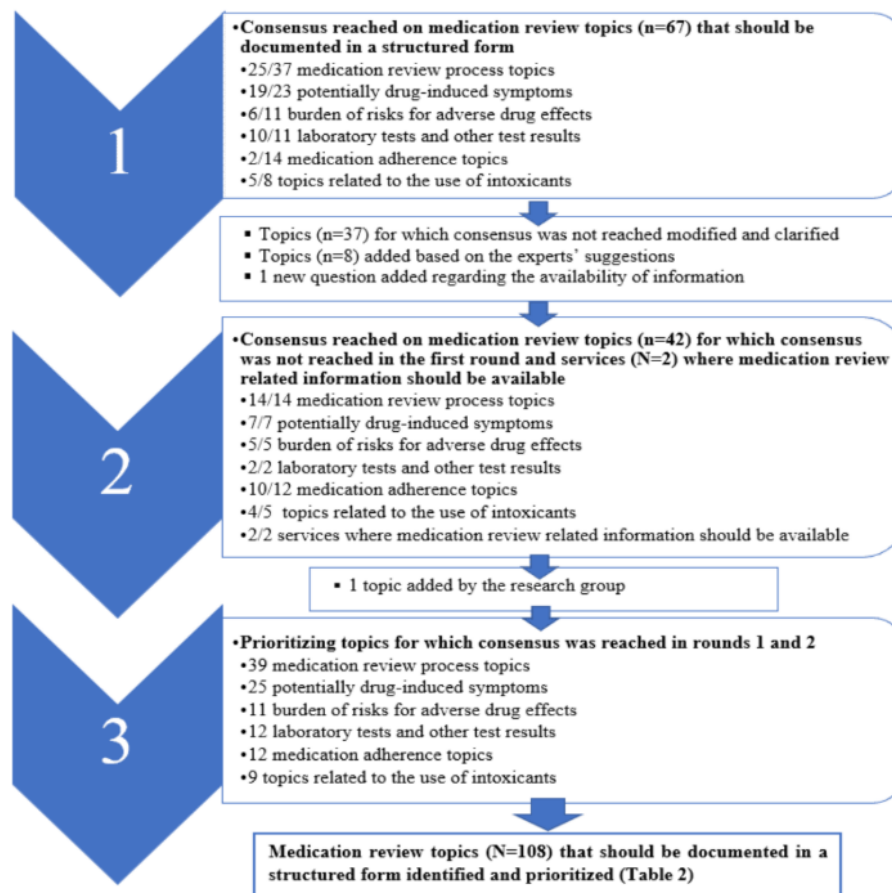 1
•Consensus reached on medication review topics (n=67) that should be
documented in a structured form
•25/37 medication review process topics
•19/23 potentially drug-induced symptoms
•6/11 burden of risks for adverse drug effects
•10/11 laboratory tests and other test results
•2/14 medication adherence topics
•5/8 topics related to the use of intoxicants
▪ Topics (n=37) for which consensus was not reached modified and clarified
▪ Topics (n=8) added based on the experts’ suggestions
▪ 1 new question added regarding the availability of information
2
•Consensus reached on medication review topics (n=42) for which consensus
was not reached in the first round and services (N=2) where medication review
related information should be available
•14/14 medication review process topics
•7/7 potentially drug-induced symptoms
•5/5 burden of risks for adverse drug effects
•2/2 laboratory tests and other test results
•10/12 medication adherence topics
•4/5 topics related to the use of intoxicants
•2/2 services where medication review related information should be available
▪ 1 topic added by the research group
3
•Prioritizing topics for which consensus was reached in rounds 1 and 2
•39 medication review process topics
•25 potentially drug-induced symptoms
•11 burden of risks for adverse drug effects
•12 laboratory tests and other test results
•12 medication adherence topics
•9 topics related to the use of intoxicants
Medication review topics (N=108) that should be documented in a
structured form identified and prioritized (Table 2)